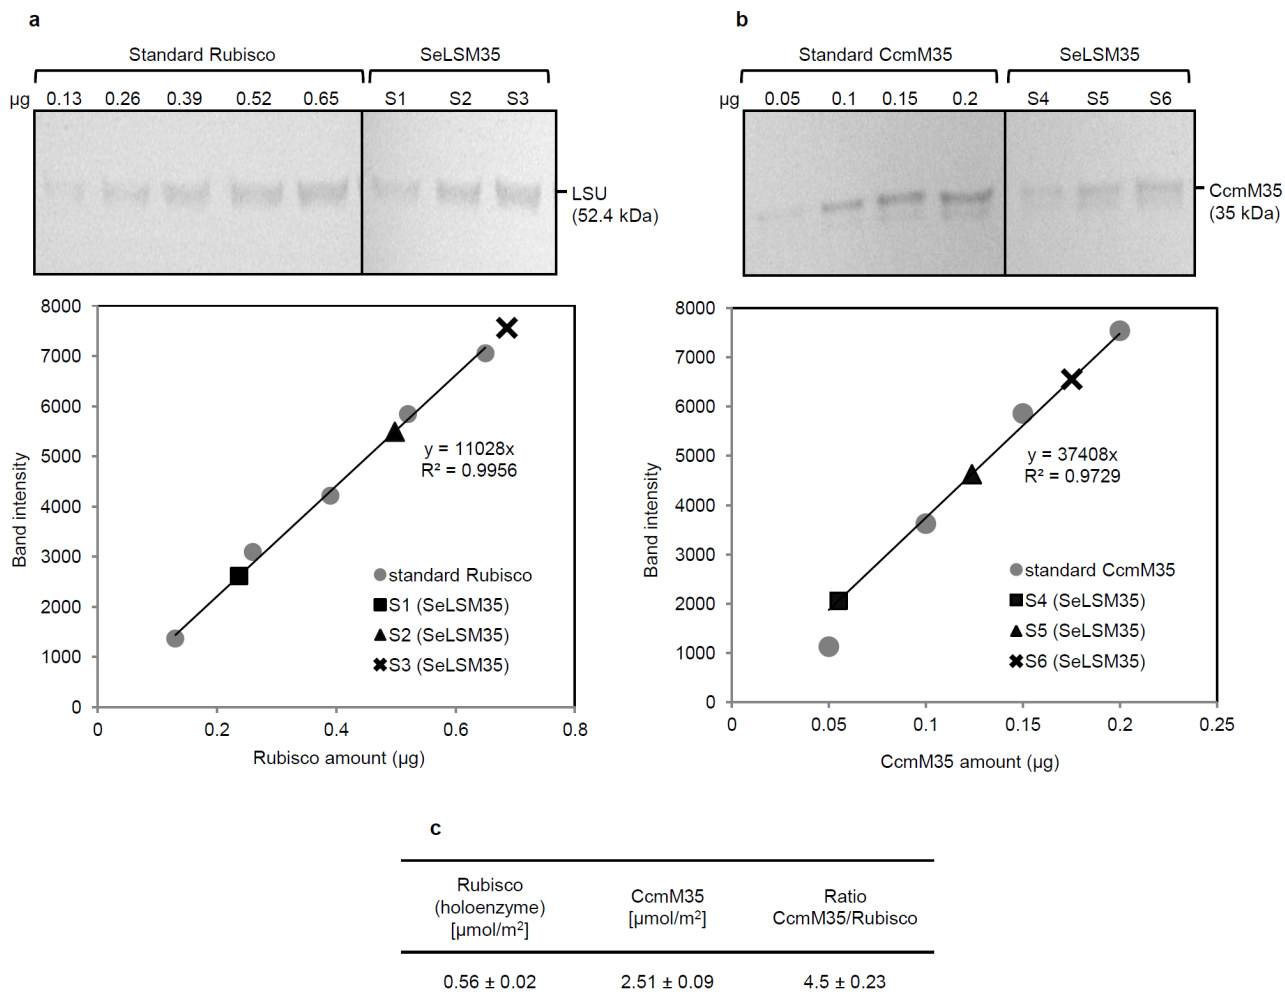 a
Standard Rubisco
SeLSM35
µg 0.13 0.26 0.39 0.52 0.65 S1 S2 S3
LSU
(52.4 kDa)
8000
7000
6000
5000
4000
3000
2000
1000
0
Band intensity
y = 11028x
R² = 0.9956
standard Rubisco
S1 (SeLSM35)
S2 (SeLSM35)
S3 (SeLSM35)
0 0.2 0.4 0.6 0.8
Rubisco amount (µg)
b
Standard CcmM35
SeLSM35
µg 0.05 0.1 0.15 0.2 S4 S5 S6
CcmM35
(35 kDa)
8000
7000
6000
5000
4000
3000
2000
1000
0
Band intensity
y = 37408x
R² = 0.9729
standard CcmM35
S4 (SeLSM35)
S5 (SeLSM35)
S6 (SeLSM35)
0 0.05 0.1 0.15 0.2 0.25
CcmM35 amount (µg)
c
Rubisco
(holoenzyme)
[µmol/m²]
CcmM35
[µmol/m²]
Ratio
CcmM35/Rubisco
0.56 ± 0.02 2.51 ± 0.09 4.5 ± 0.23